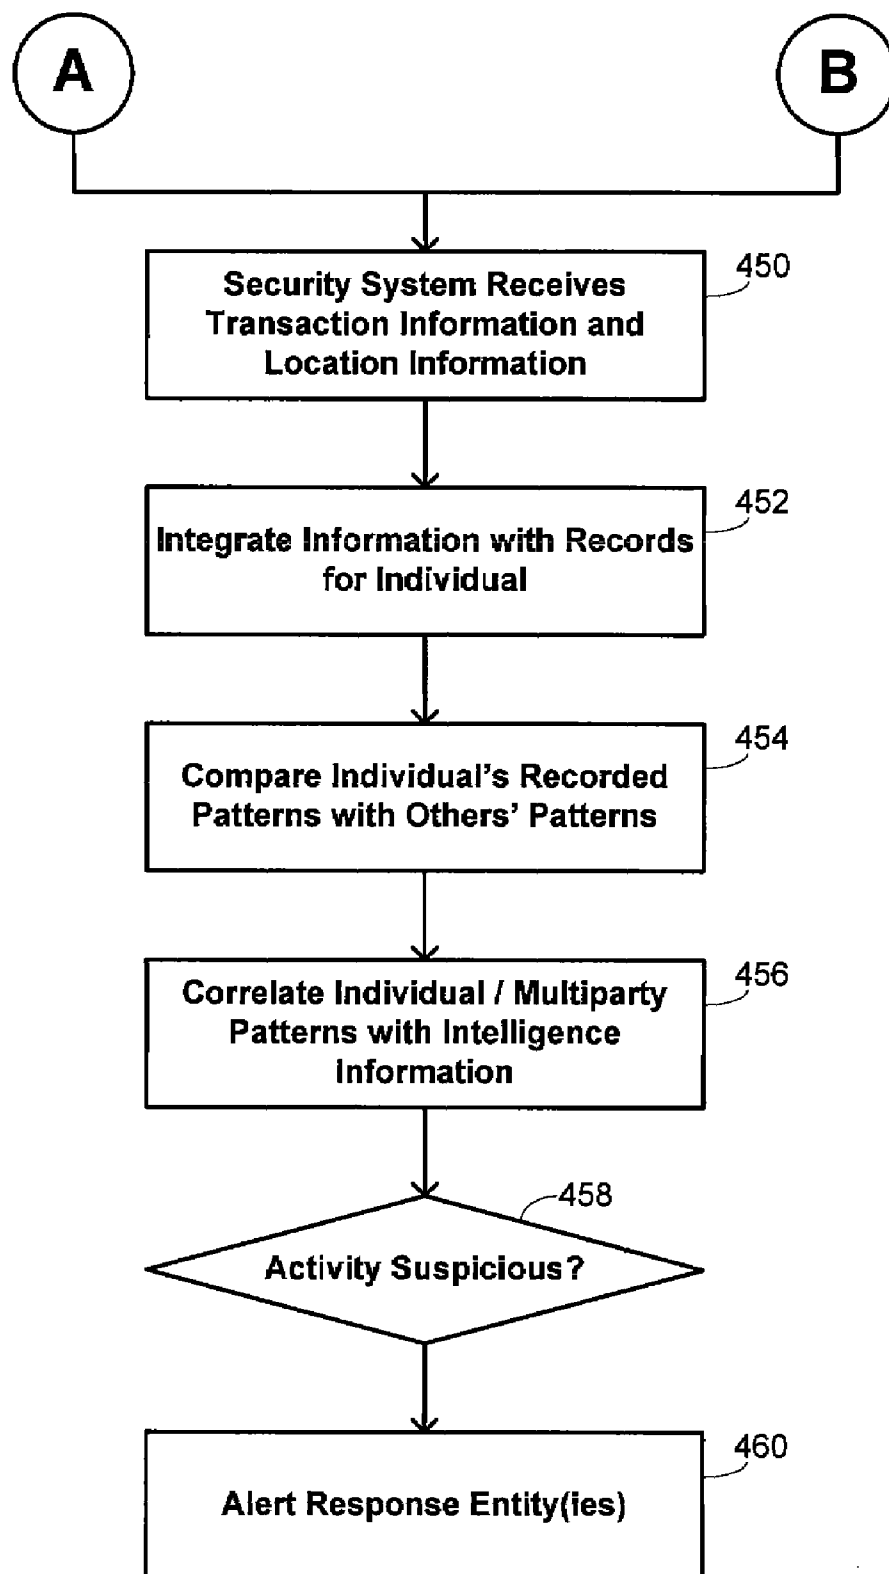 A
B
Security System Receives
Transaction Information and
Location Information
450
Integrate Information with Records
for Individual
452
Compare Individual's Recorded
Patterns with Others' Patterns
454
Correlate Individual / Multiparty
Patterns with Intelligence
Information
456
458
Activity Suspicious?
Alert Response Entity(ies)
460